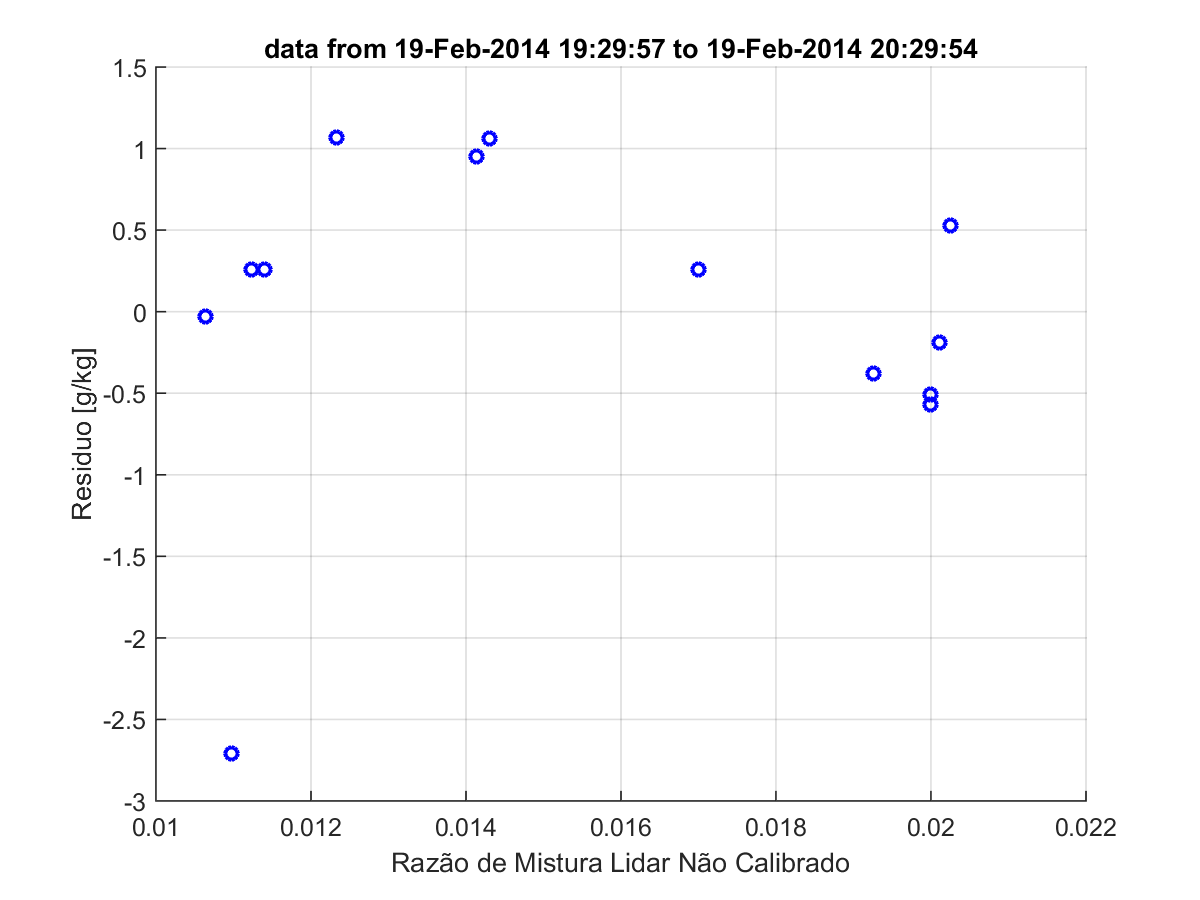 data from 19-Feb-2014 19:29:57 to 19-Feb-2014 20:29:54
1.5
1
0.5
0
-0.5
-1
-1.5
-2
-2.5
-3
Residuo [g/kg]
0.01 0.012 0.014 0.016 0.018 0.02 0.022
Razão de Mistura Lidar Não Calibrado